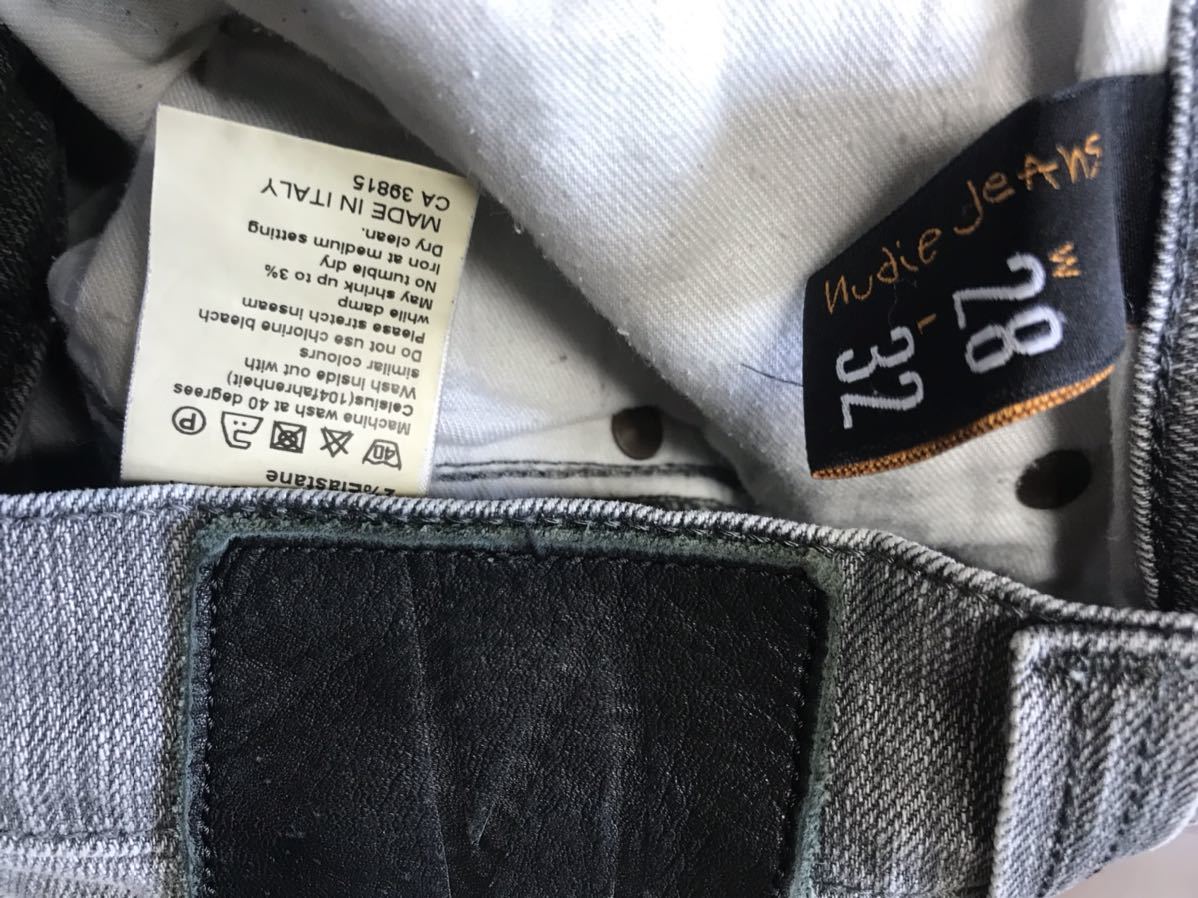 2%Elastane
40
P
Machine wash at 40 degrees
Celsius(104fahrenheit)
Wash Inside out with
similar colours
Do not use chlorine bleach
Please stretch inseam
while damp
May shrink up to 3%
No tumble dry
Iron at medium setting
Dry clean.
MADE IN ITALY
CA 39815
nudie jeans
W
28 - 32